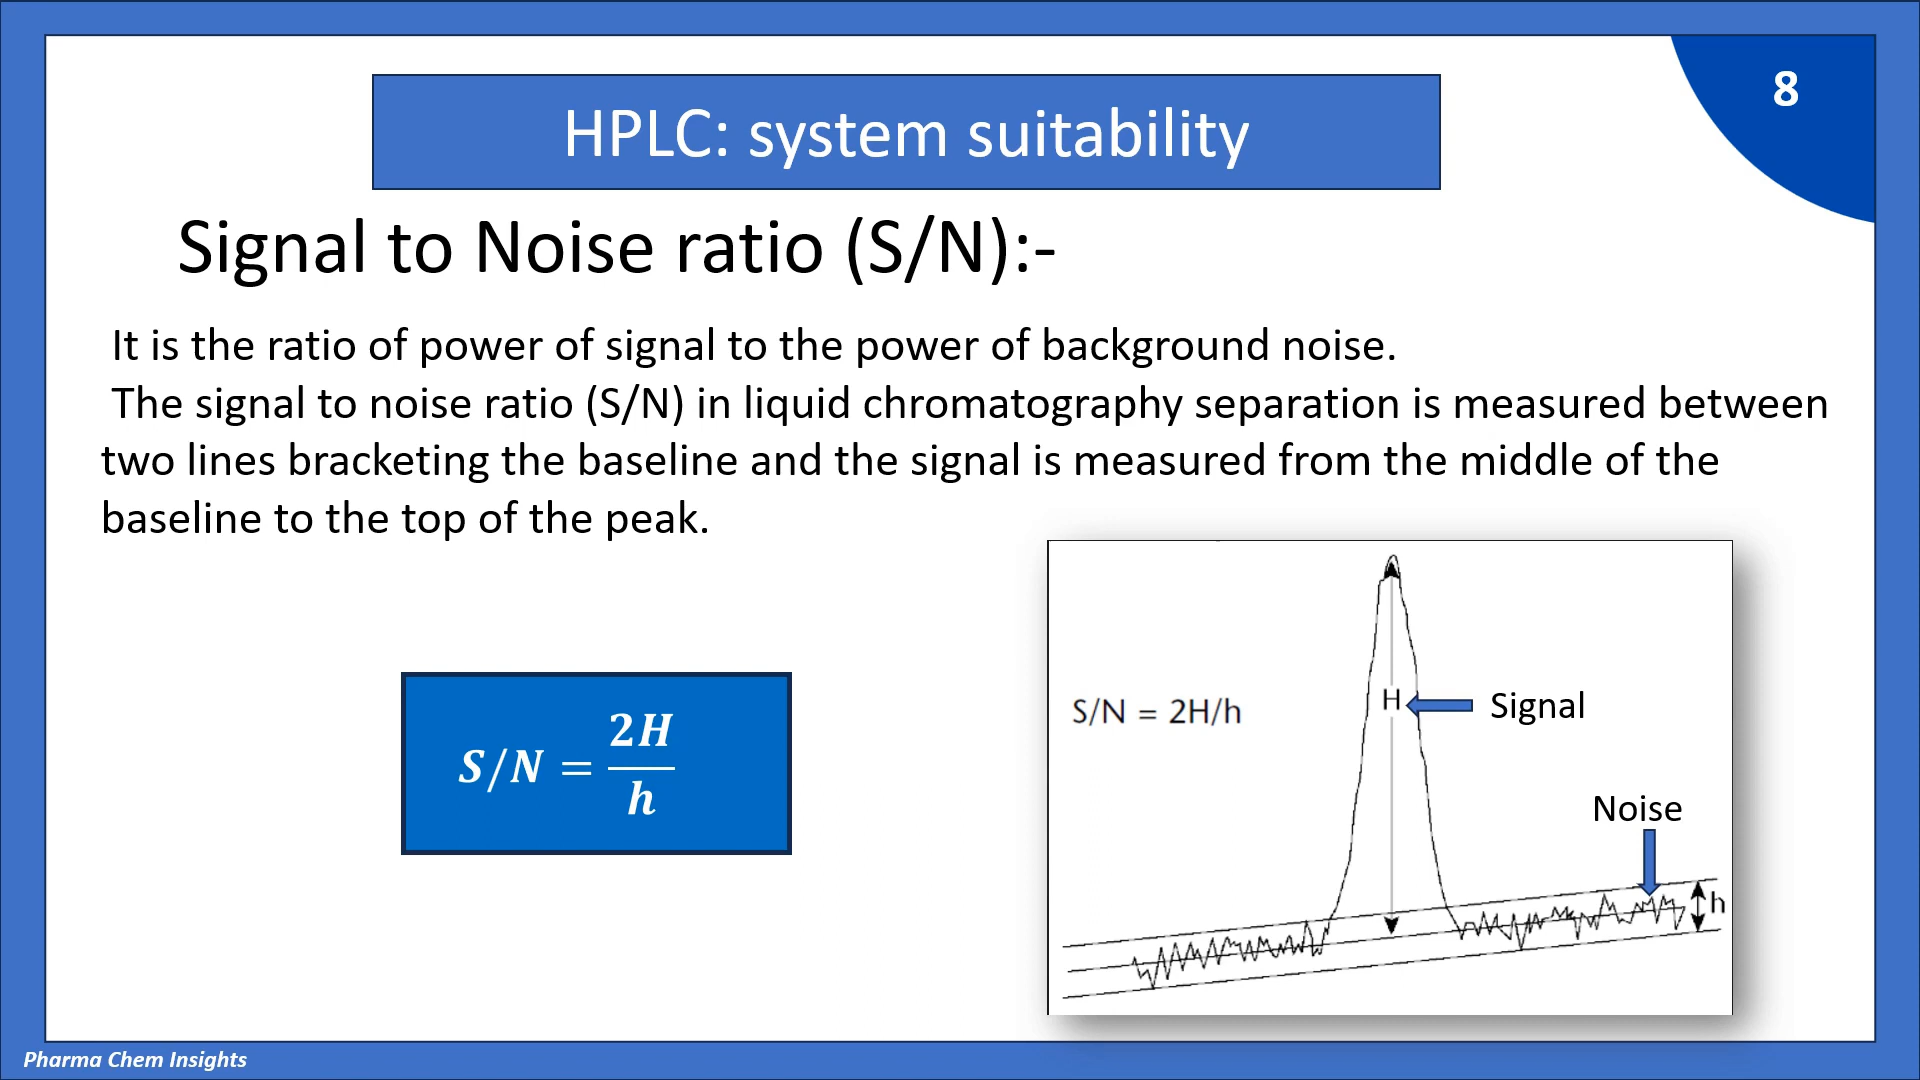 8
HPLC: system suitability
Signal to Noise ratio (S/N):-
It is the ratio of power of signal to the power of background noise.
The signal to noise ratio (S/N) in liquid chromatography separation is measured between
two lines bracketing the baseline and the signal is measured from the middle of the
baseline to the top of the peak.
S/N = 2H/h
S/N = 2H/h
H
Signal
Noise
h
Pharma Chem Insights